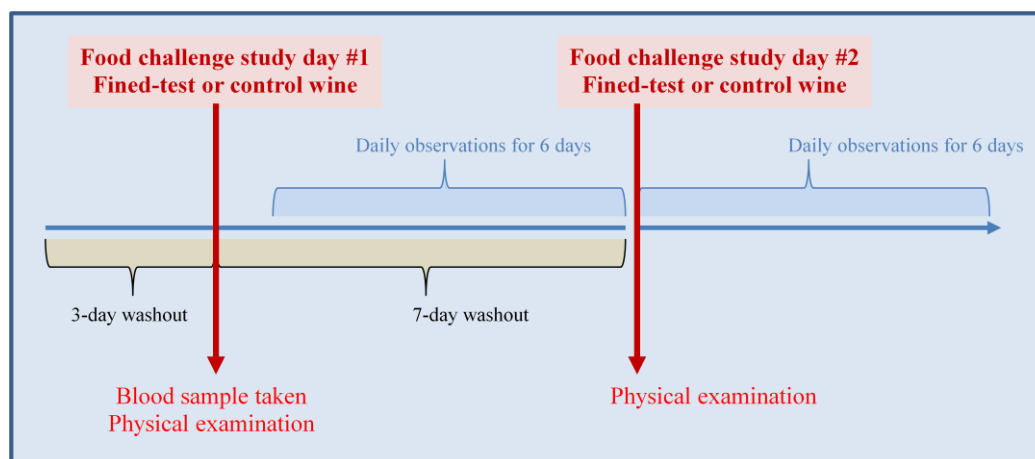 Food challenge study day #1
Fined-test or control wine
Food challenge study day #2
Fined-test or control wine
Daily observations for 6 days
Daily observations for 6 days
3-day washout
7-day washout
Blood sample taken
Physical examination
Physical examination